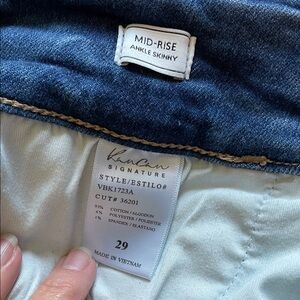 MID-RISE
ANKLE SKINNY
KanCan
SIGNATURE
STYLE/ESTILO#
VBK1723A
CUT# 36201
COTTON / ALGODON
POLYESTER / POLIESTER
SPANDEX / ELASTANO
29
MADE IN VIETNAM